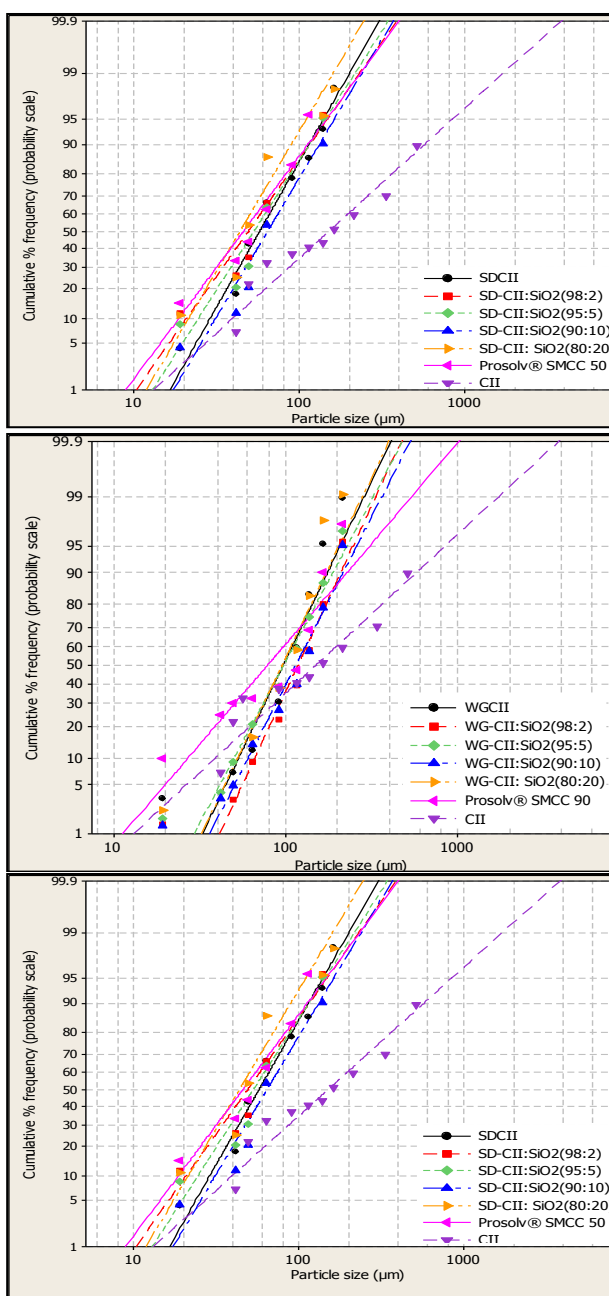 99.9
99
95
90
80
70
60
50
40
30
20
10
5
1
Cumulative % frequency (probability scale)
SDCII
SD-CII:SiO2(98:2)
SD-CII:SiO2(95:5)
SD-CII:SiO2(90:10)
SD-CII: SiO2(80:20)
Prosolv® SMCC 50
CII
10 100 1000
Particle size (µm)
99.9
99
95
90
80
70
60
50
40
30
20
10
5
1
Cumulative % frequency (probability scale)
WGCII
WG-CII:SiO2(98:2)
WG-CII:SiO2(95:5)
WG-CII:SiO2(90:10)
WG-CII: SiO2(80:20)
Prosolv® SMCC 90
CII
10 100 1000
Particle size (µm)
99.9
99
95
90
80
70
60
50
40
30
20
10
5
1
Cumulative % frequency (probability scale)
SDCII
SD-CII:SiO2(98:2)
SD-CII:SiO2(95:5)
SD-CII:SiO2(90:10)
SD-CII: SiO2(80:20
Prosolv® SMCC 50
CII
10 100 1000
Particle size (µm)